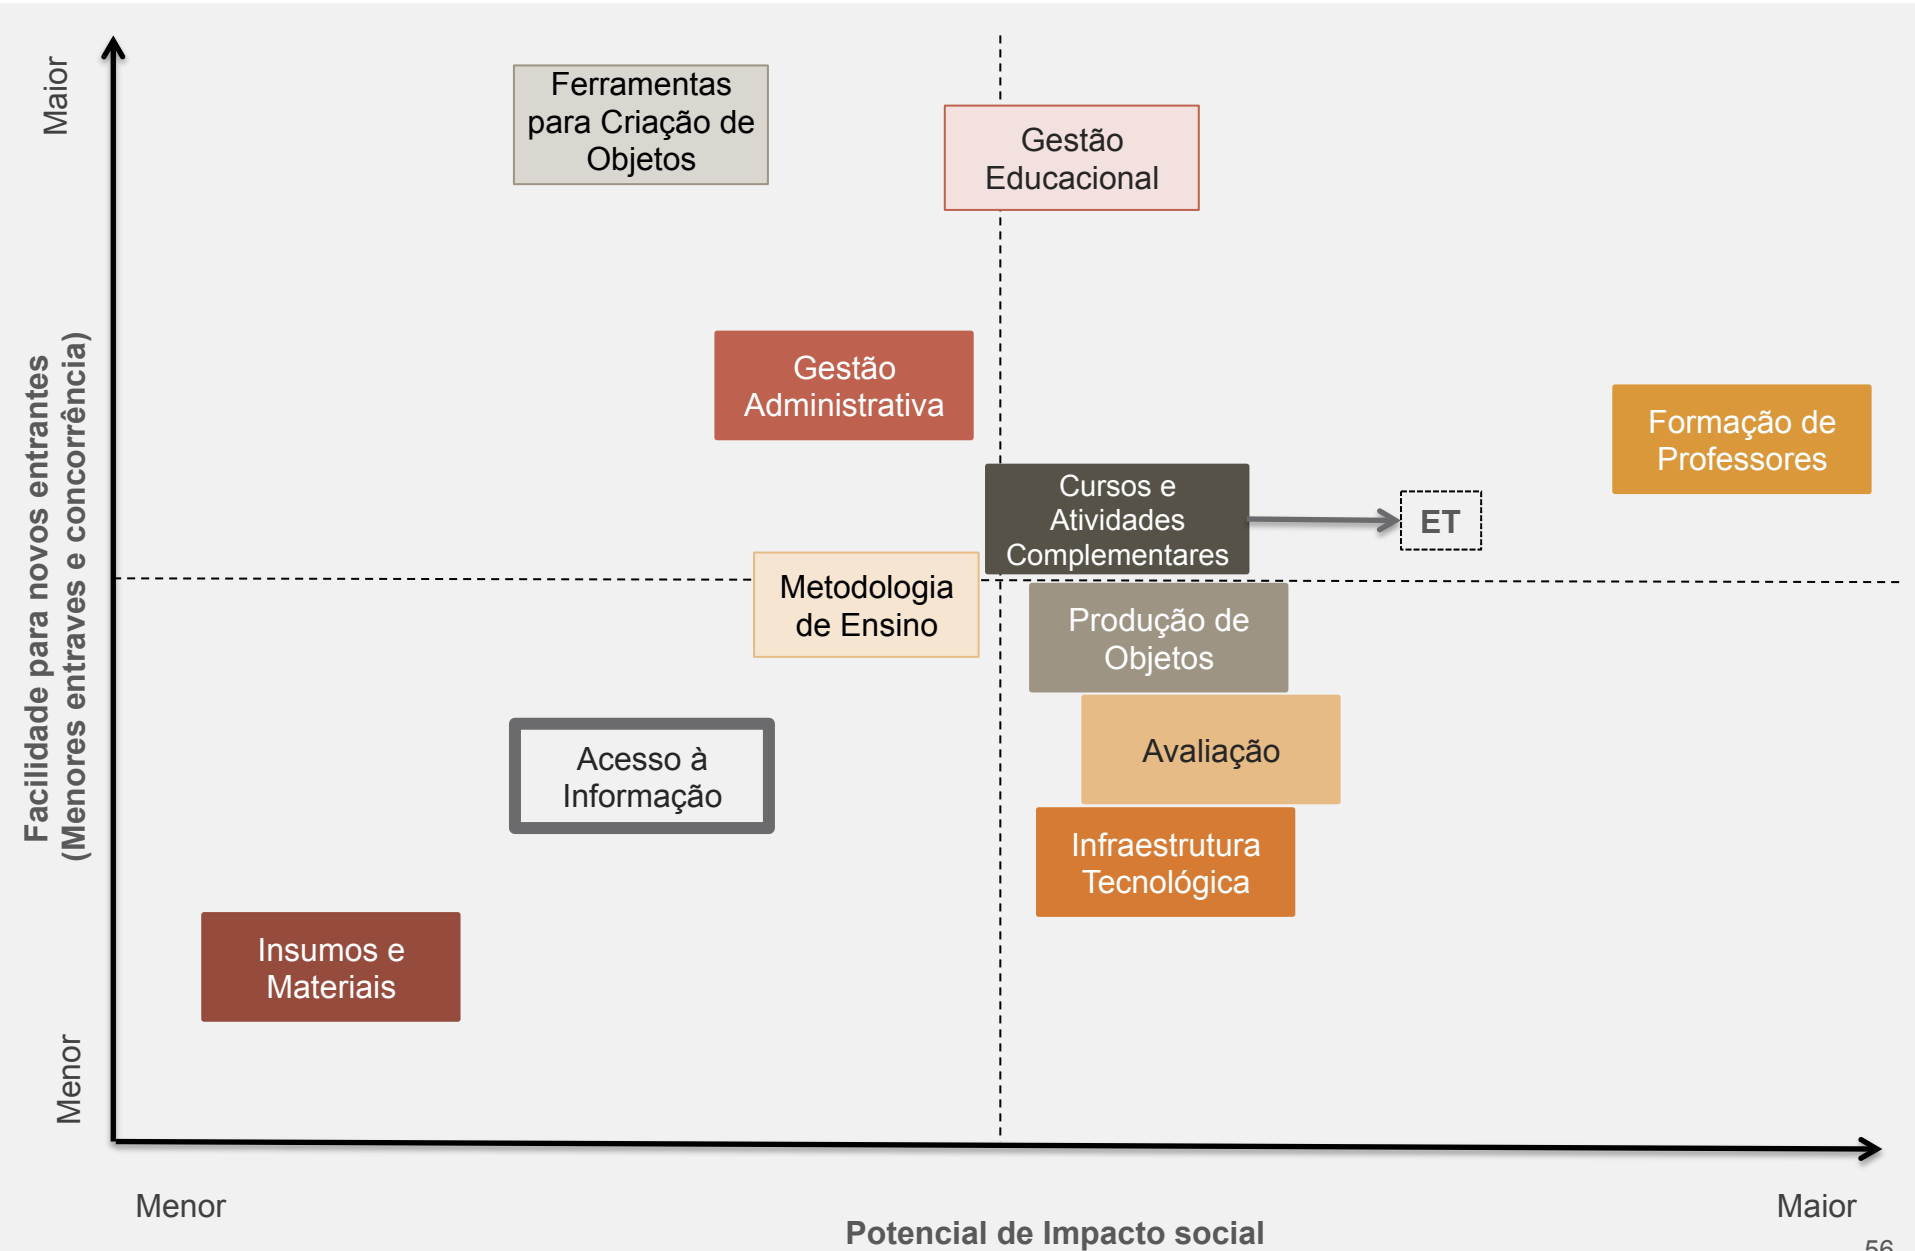 Maior
Ferramentas
para Criação de
Objetos
Gestão
Educacional
Gestão
Administrativa
Formação de
Professores
Cursos e
Atividades
Complementares
ET
Facilidade para novos entrantes
(Menores entraves e concorrência)
Metodologia
de Ensino
Produção de
Objetos
Acesso à
Informação
Avaliação
Infraestrutura
Tecnológica
Insumos e
Materiais
Menor
Menor
Maior
Potencial de Impacto social
56